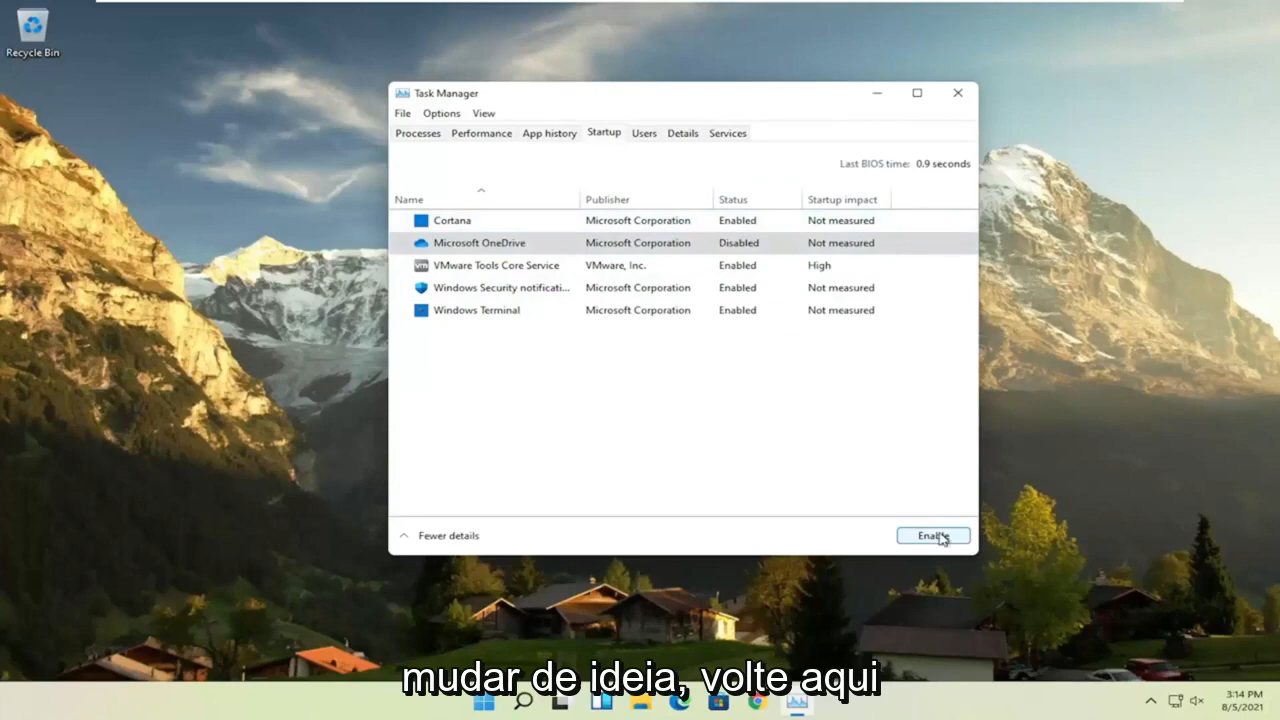 Recycle Bin
Task Manager
File Options View
Processes Performance App history Startup Users Details Services
Last BIOS time: 0.9 seconds
Name Publisher Status Startup impact
Cortana Microsoft Corporation Enabled Not measured
Microsoft OneDrive Microsoft Corporation Disabled Not measured
vm VMware Tools Core Service VMware, Inc. Enabled High
Windows Security notificati... Microsoft Corporation Enabled Not measured
Windows Terminal Microsoft Corporation Enabled Not measured
Fewer details Enable
mudar de ideia, volte aqui
3:14 PM
8/5/2021